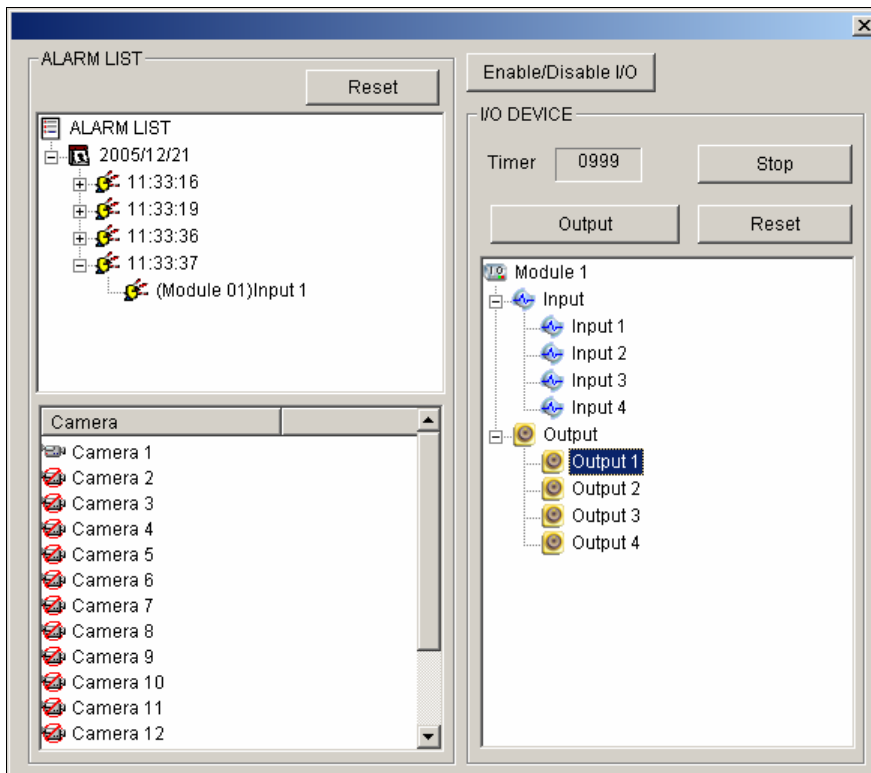 ALARM LIST
Reset
ALARM LIST
2005/12/21
11:33:16
11:33:19
11:33:36
11:33:37
(Module 01)Input 1
Camera
Camera 1
Camera 2
Camera 3
Camera 4
Camera 5
Camera 6
Camera 7
Camera 8
Camera 9
Camera 10
Camera 11
Camera 12
Enable/Disable I/O
I/O DEVICE
Timer 0999 Stop
Output Reset
Module 1
Input
Input 1
Input 2
Input 3
Input 4
Output
Output 1
Output 2
Output 3
Output 4